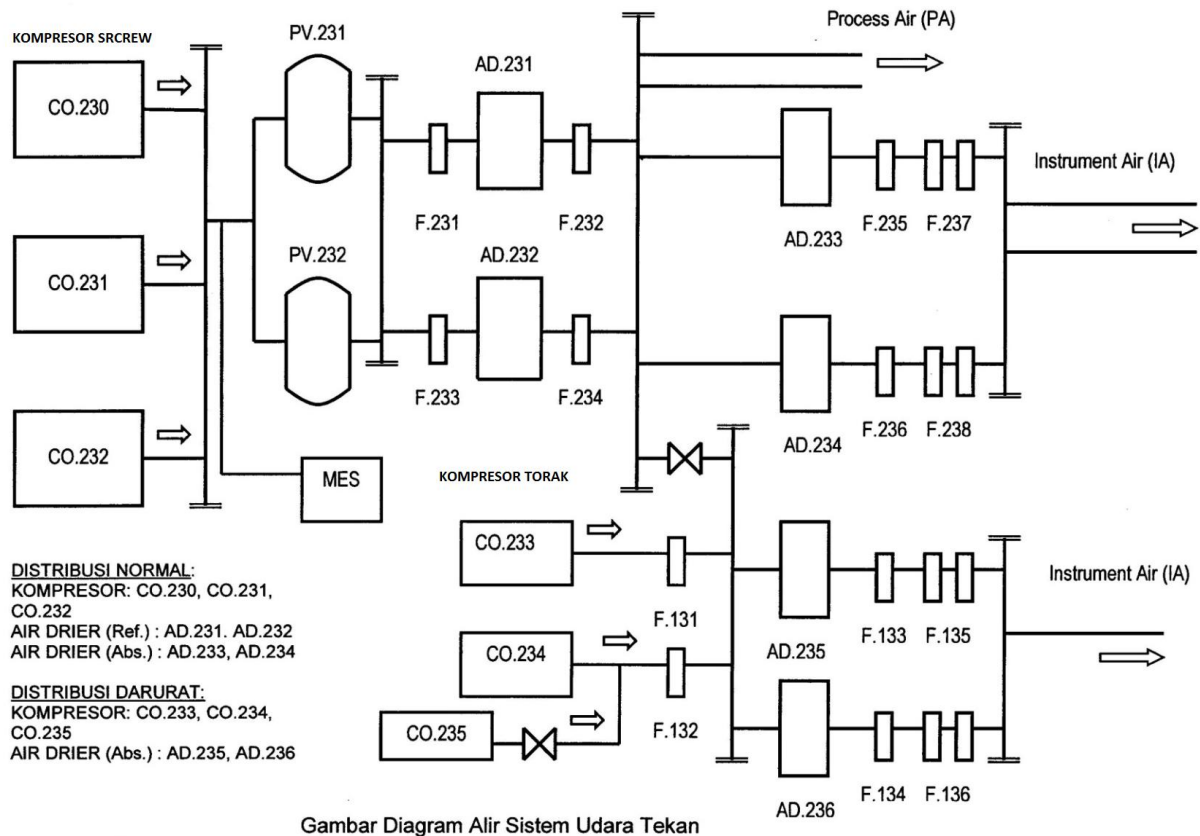 KOMPRESOR SRCREW
CO.230
CO.231
CO.232
PV.231
PV.232
MES
F.231
AD.231
F.232
F.233
AD.232
F.234
Process Air (PA)
AD.233
F.235
F.237
Instrument Air (IA)
AD.234
F.236
F.238
KOMPRESOR TORAK
CO.233
F.131
CO.234
F.132
CO.235
AD.235
F.133
F.135
Instrument Air (IA)
AD.236
F.134
F.136
DISTRIBUSI NORMAL:
KOMPRESOR: CO.230, CO.231,
CO.232
AIR DRIER (Ref.) : AD.231. AD.232
AIR DRIER (Abs.) : AD.233, AD.234
DISTRIBUSI DARURAT:
KOMPRESOR: CO.233, CO.234,
CO.235
AIR DRIER (Abs.) : AD.235, AD.236
Gambar Diagram Alir Sistem Udara Tekan